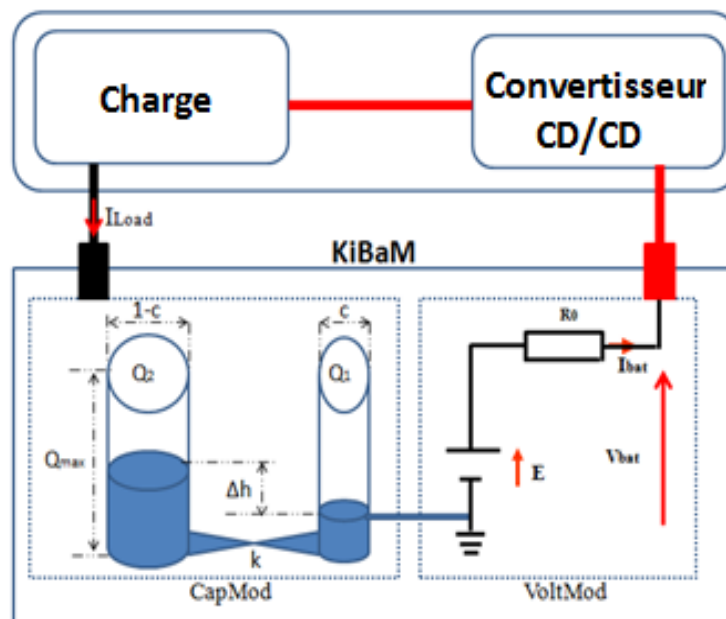 Charge
Convertisseur
CD/CD
ILoad
KiBaM
1-c
c
R0
Q2
Q1
Ibat
Qmax
Δh
E
Vbat
k
CapMod
VoltMod